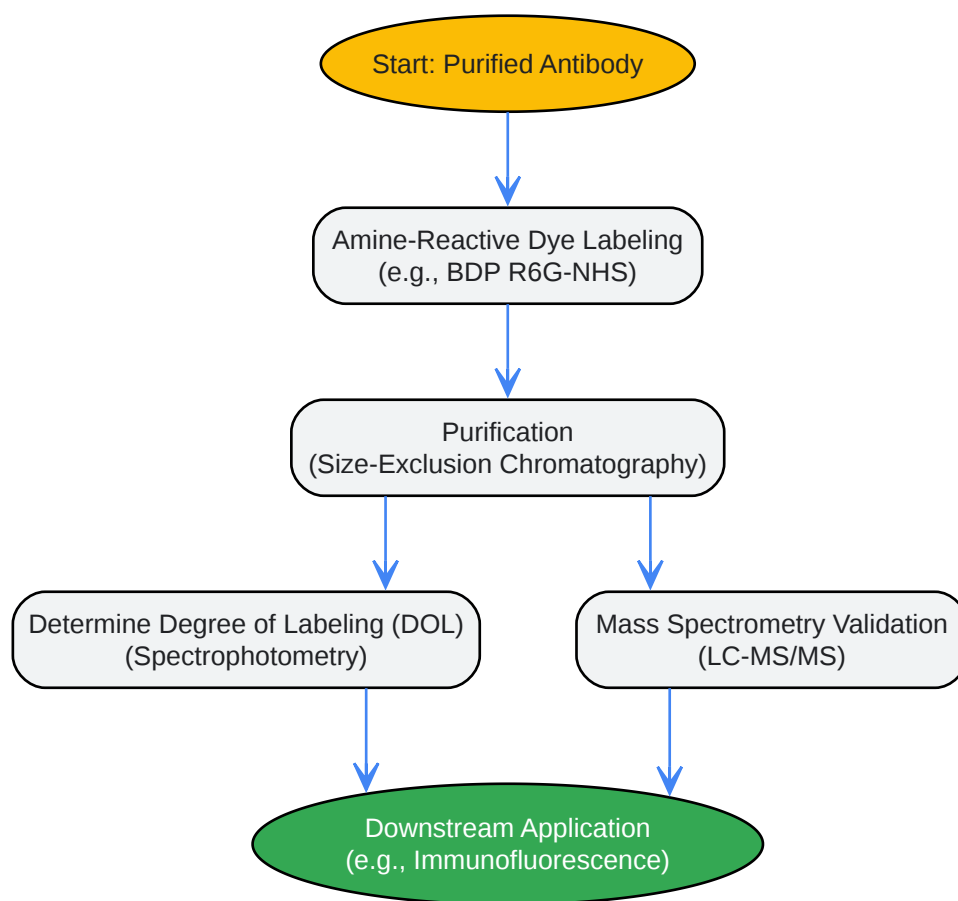 Start: Purified Antibody
Amine-Reactive Dye Labeling
(e.g., BDP R6G-NHS)
Purification
(Size-Exclusion Chromatography)
Determine Degree of Labeling (DOL)
(Spectrophotometry)
Mass Spectrometry Validation
(LC-MS/MS)
Downstream Application
(e.g., Immunofluorescence)